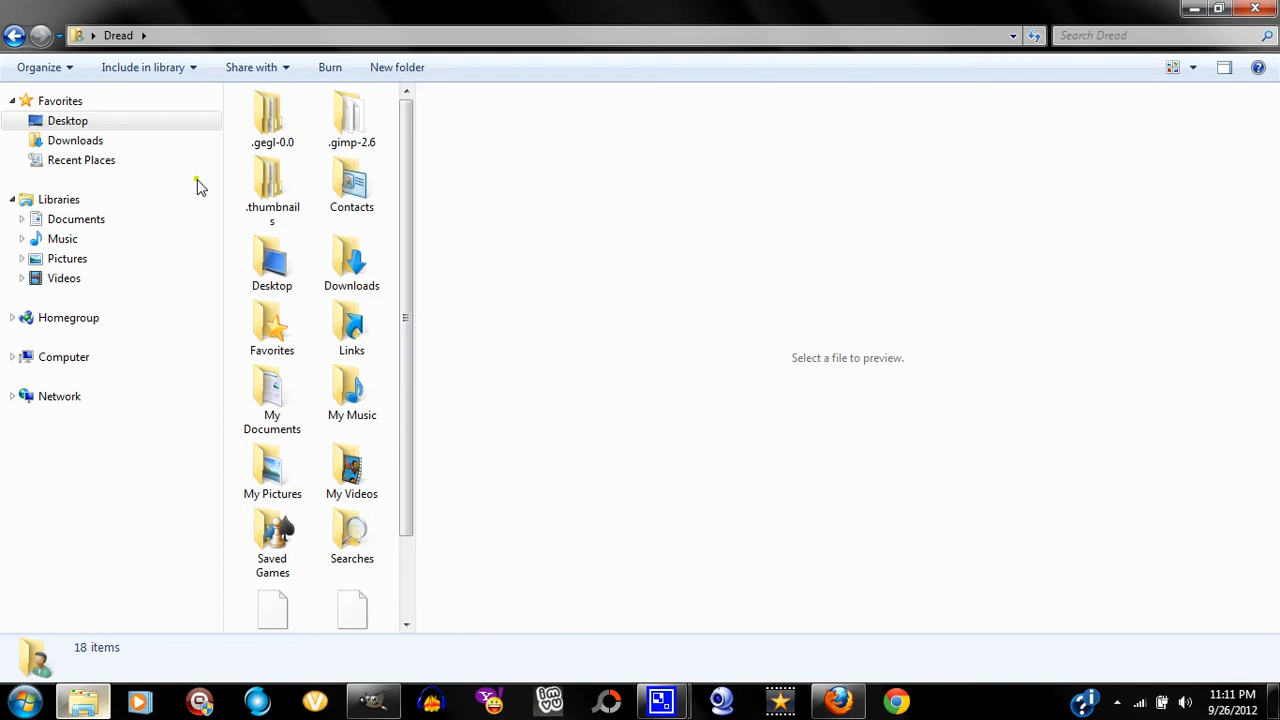 Dread
Search Dread
Organize Include in library Share with Burn New folder
Favorites
Desktop
Downloads
Recent Places
Libraries
Documents
Music
Pictures
Videos
Homegroup
Computer
Network
.gegl-0.0 .gimp-2.6
.thumbnail
s
Contacts
Desktop Downloads
Favorites Links
My
Documents
My Music
My Pictures My Videos
Saved
Games
Searches
Select a file to preview.
18 items
imvu
11:11 PM
9/26/2012